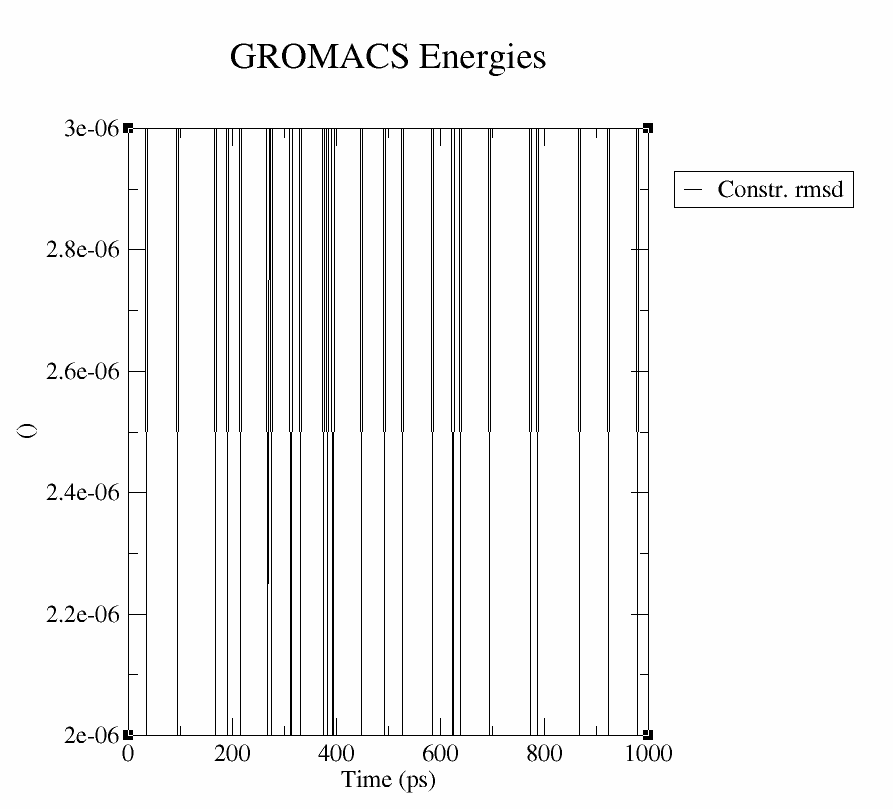 GROMACS Energies
3e-06
2.8e-06
2.6e-06
2.4e-06
2.2e-06
2e-06
()
0 200 400 600 800 1000
Time (ps)
Constr. rmsd